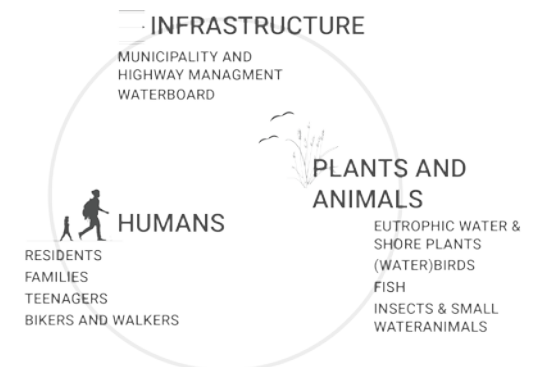 INFRASTRUCTURE
MUNICIPALITY AND
HIGHWAY MANAGMENT
WATERBOARD
PLANTS AND
ANIMALS
EUTROPHIC WATER &
SHORE PLANTS
(WATER)BIRDS
FISH
INSECTS & SMALL
WATERANIMALS
HUMANS
RESIDENTS
FAMILIES
TEENAGERS
BIKERS AND WALKERS